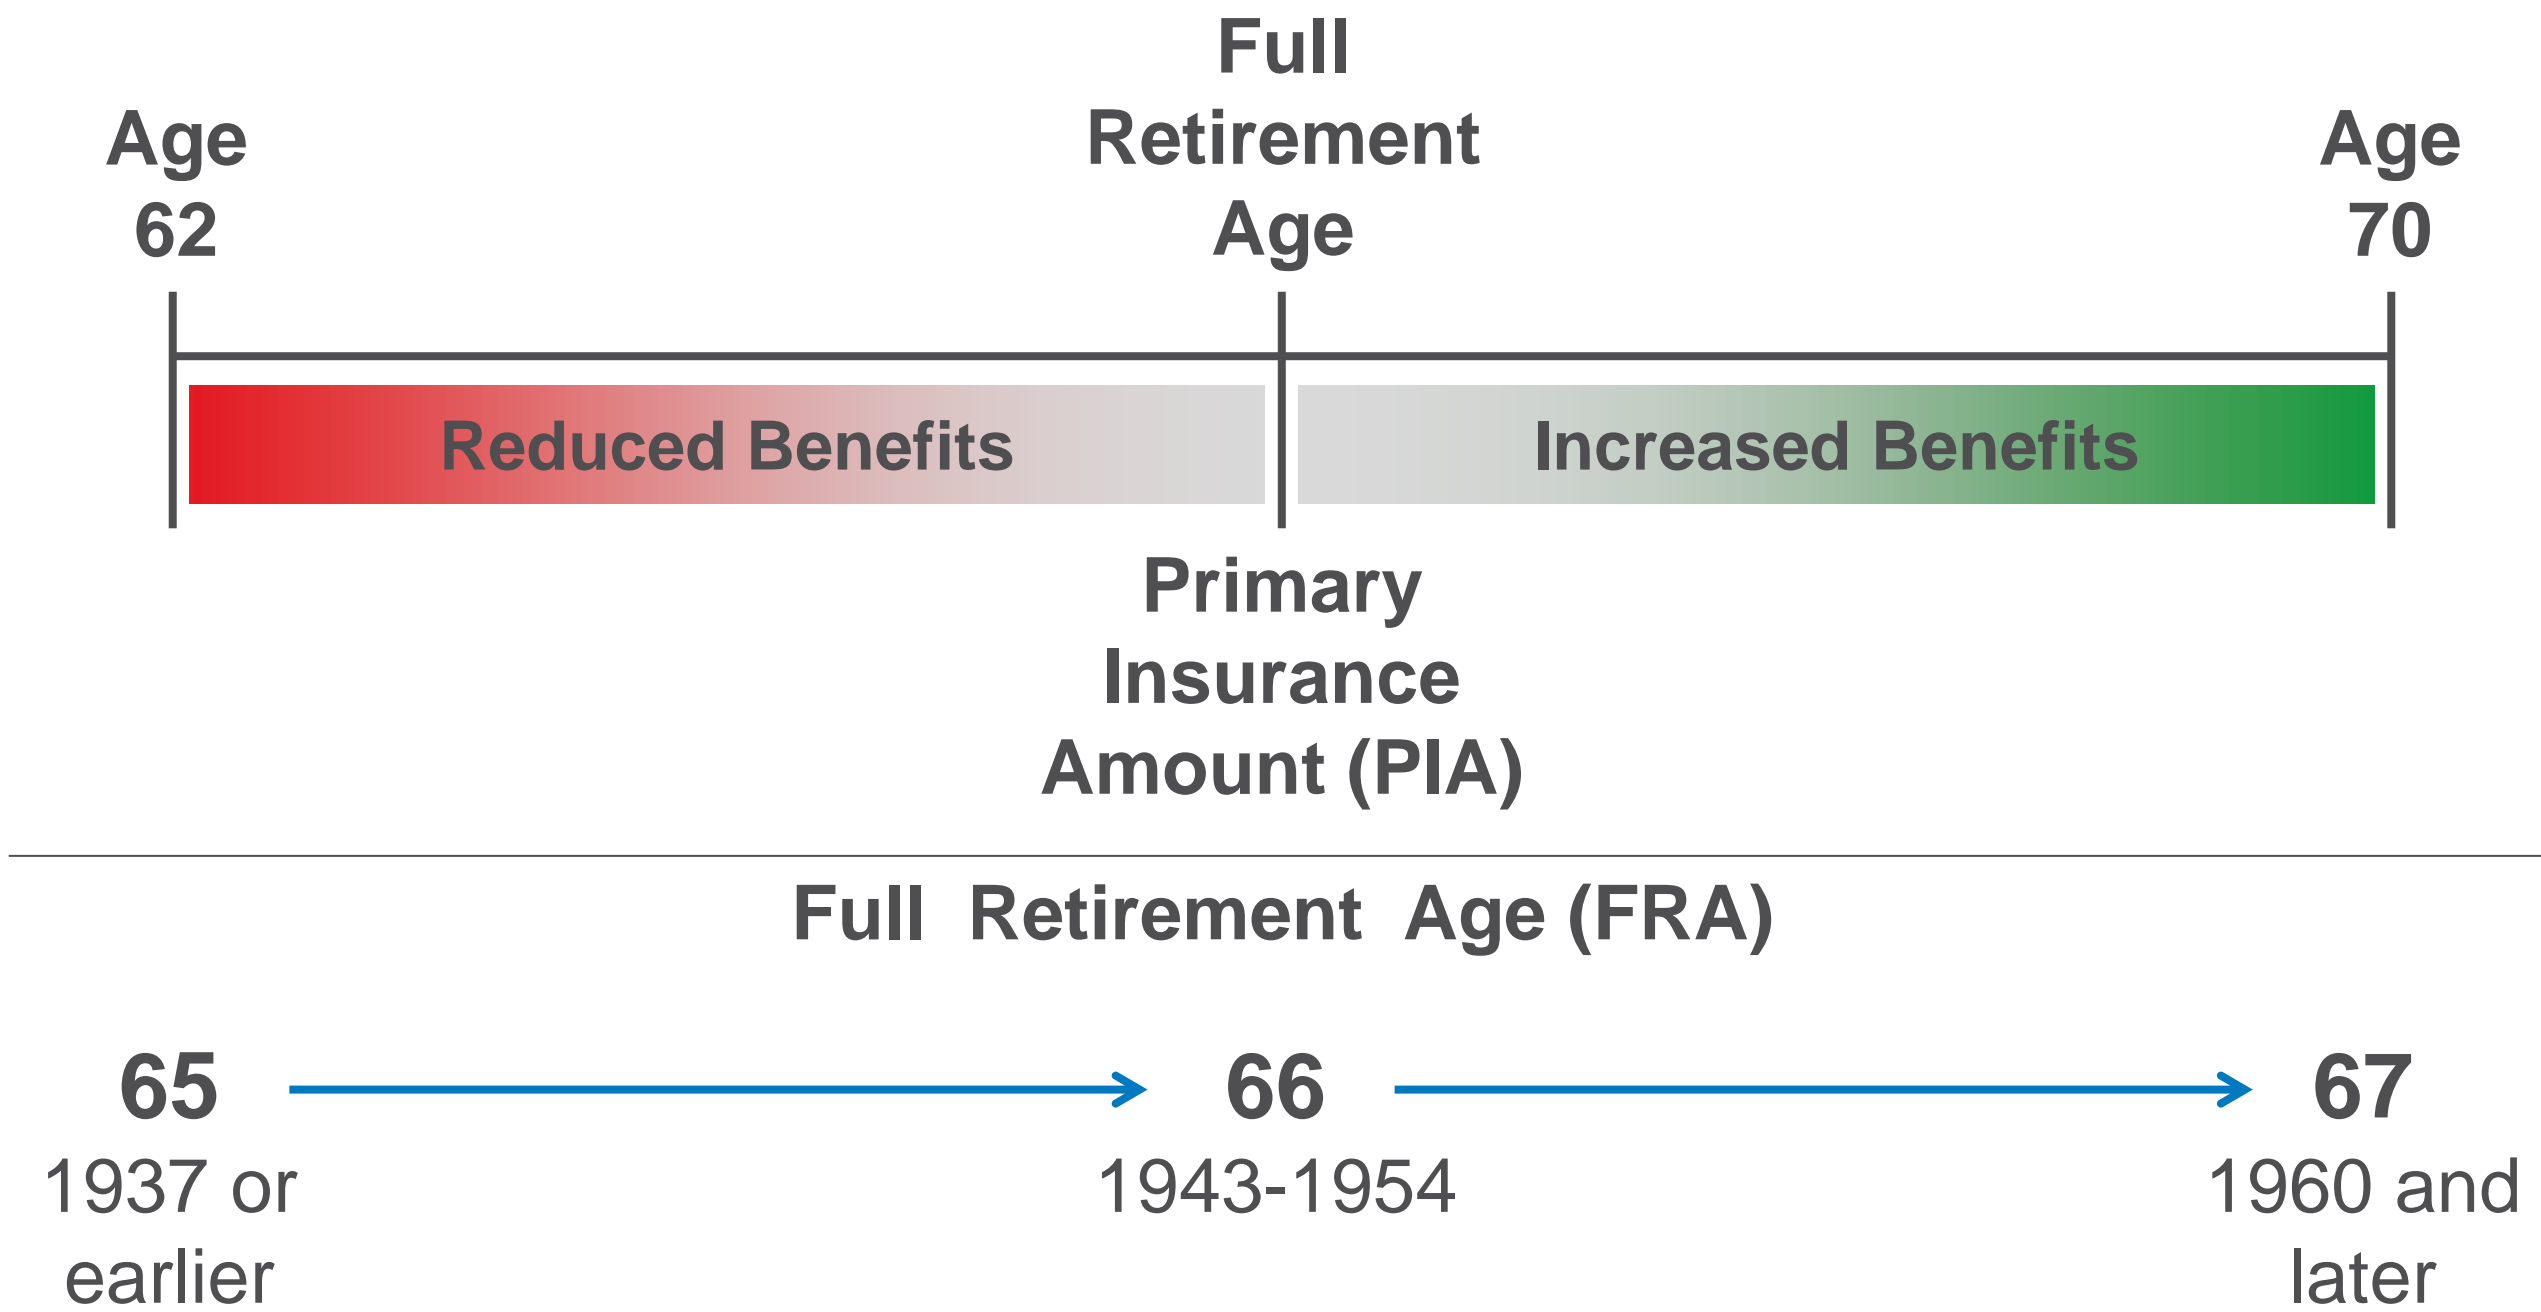 Age
62
Full
Retirement
Age
Age
70
Reduced Benefits
Increased Benefits
Primary
Insurance
Amount (PIA)
Full Retirement Age (FRA)
65
66
67
1937 or
earlier
1943-1954
1960 and
later